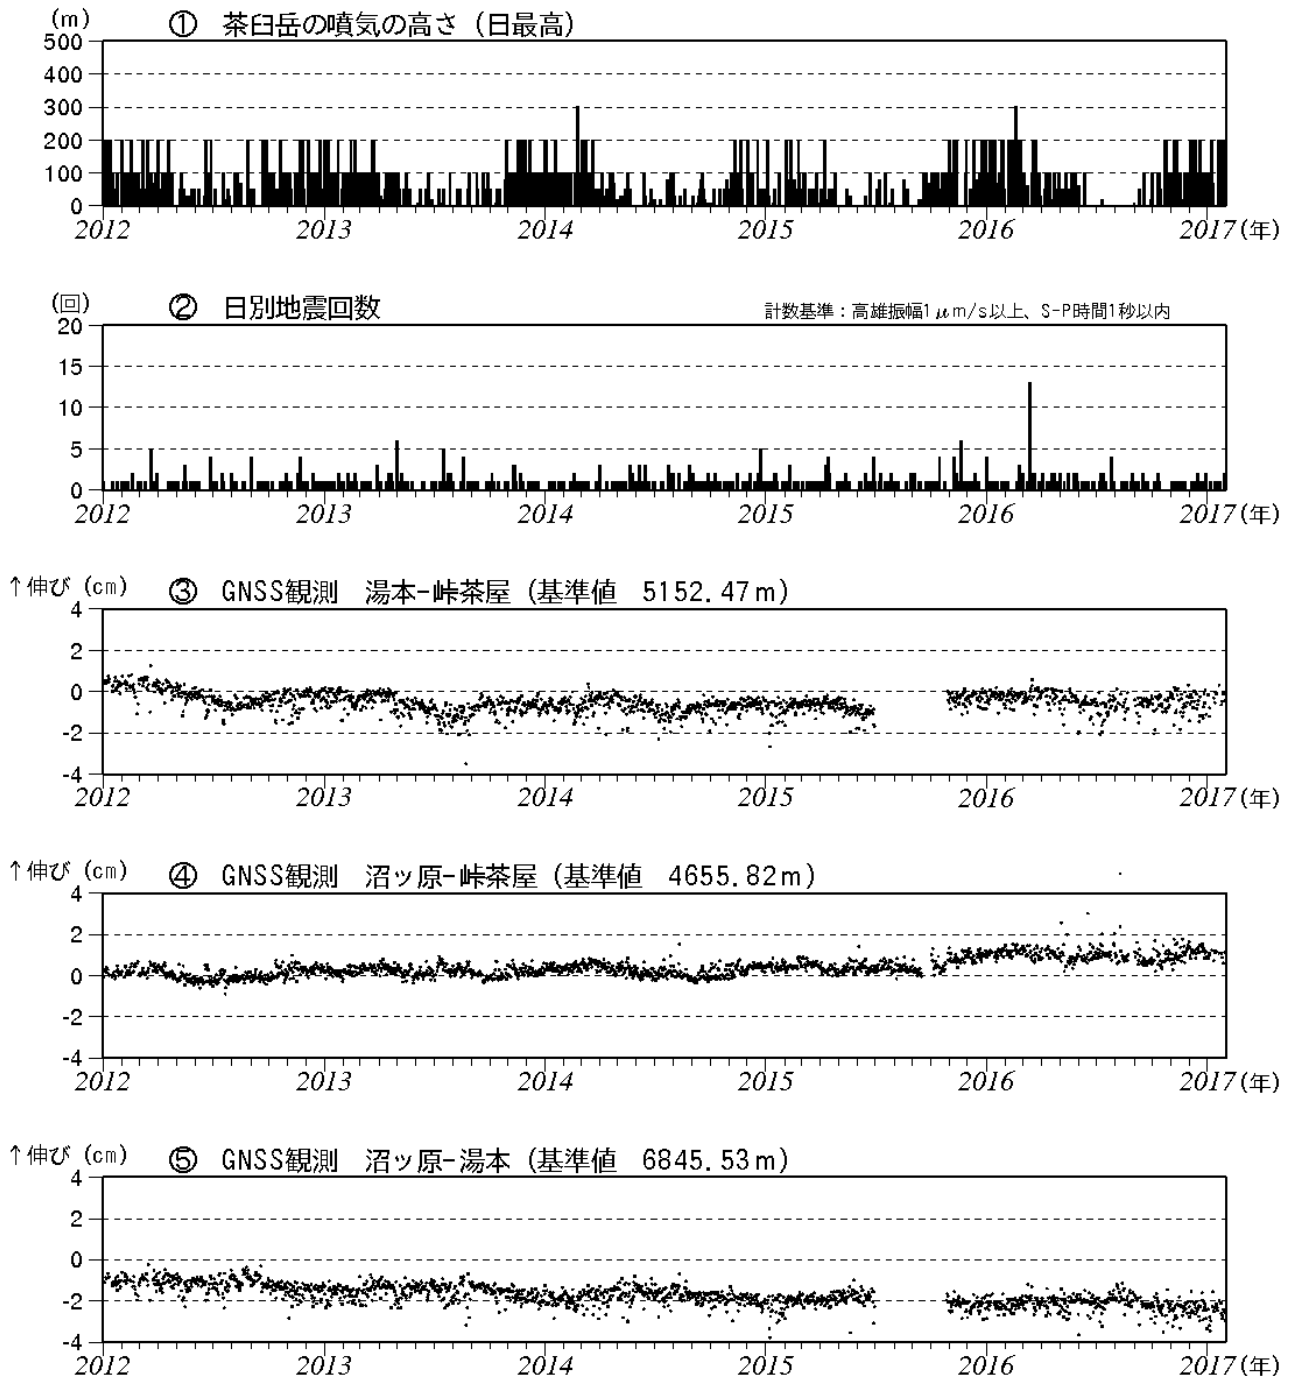 (m) ① 茶臼岳の噴気の高さ (日最高)
500
400
300
200
100
0
2012 2013 2014 2015 2016 2017(年)
(回) ② 日別地震回数 計数基準:高雄振幅1μm/s以上、S-P時間1秒以内
20
15
10
5
0
2012 2013 2014 2015 2016 2017(年)
↑伸び (cm) ③ GNSS観測 湯本-峠茶屋 (基準値 5152.47m)
4
2
0
-2
-4
2012 2013 2014 2015 2016 2017(年)
↑伸び (cm) ④ GNSS観測 沼ッ原-峠茶屋 (基準値 4655.82m)
4
2
0
-2
-4
2012 2013 2014 2015 2016 2017(年)
↑伸び (cm) ⑤ GNSS観測 沼ッ原-湯本 (基準値 6845.53m)
4
2
0
-2
-4
2012 2013 2014 2015 2016 2017(年)